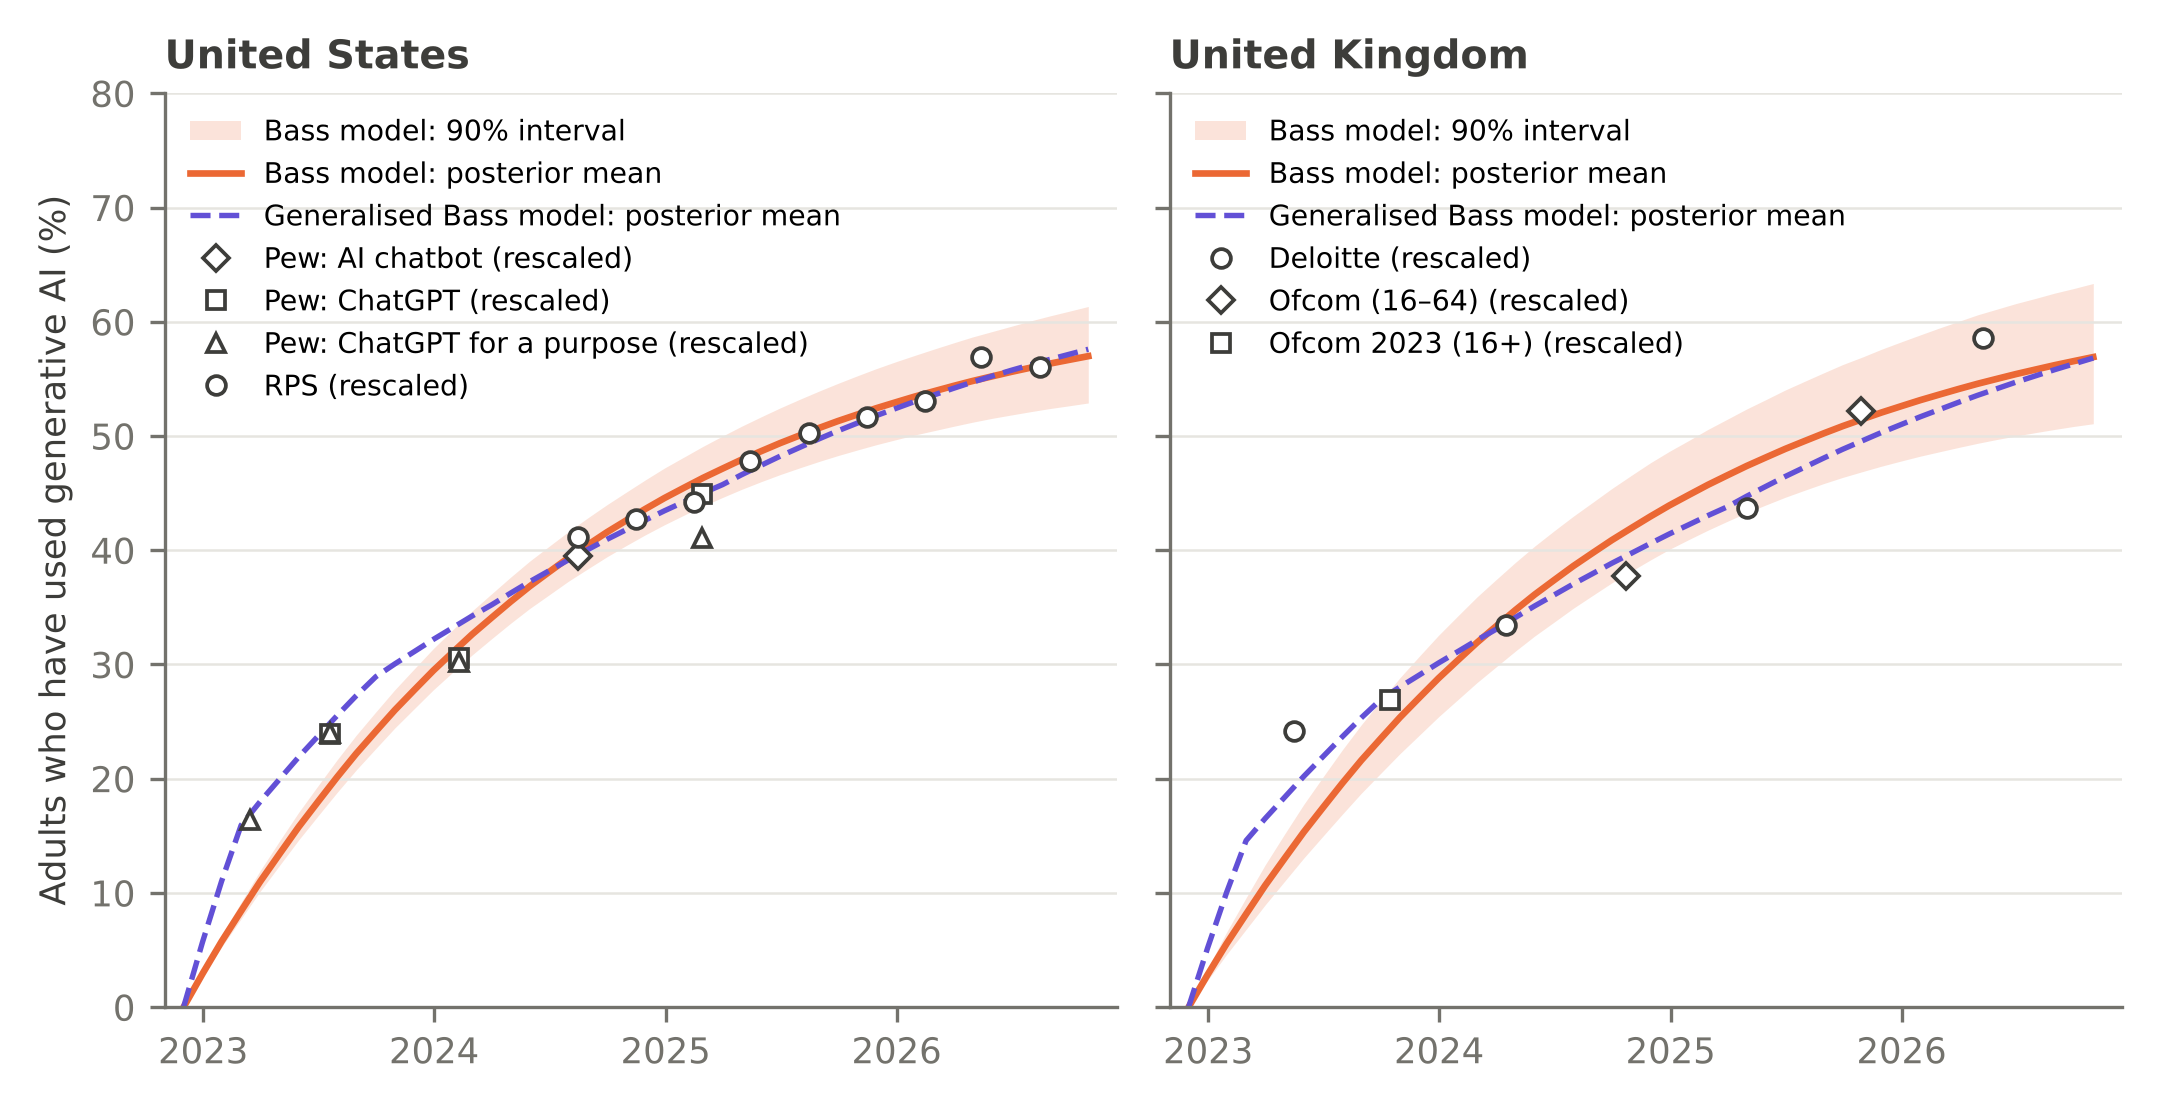 United States
80
70
60
50
40
30
20
10
0
Adults who have used generative AI (%)
Bass model: 90% interval
Bass model: posterior mean
Generalised Bass model: posterior mean
Pew: AI chatbot (rescaled)
Pew: ChatGPT (rescaled)
Pew: ChatGPT for a purpose (rescaled)
RPS (rescaled)
2023 2024 2025 2026
United Kingdom
Bass model: 90% interval
Bass model: posterior mean
Generalised Bass model: posterior mean
Deloitte (rescaled)
Ofcom (16–64) (rescaled)
Ofcom 2023 (16+) (rescaled)
2023 2024 2025 2026